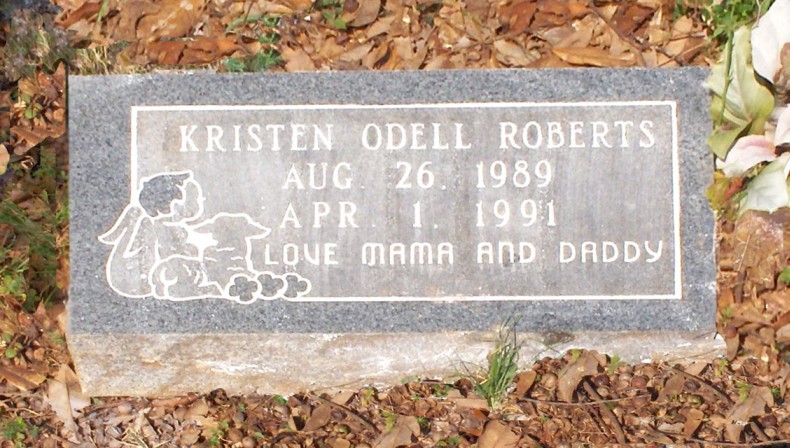 KRISTEN ODELL ROBERTS
AUG. 26, 1989
APR. 1, 1991
LOVE MAMA AND DADDY